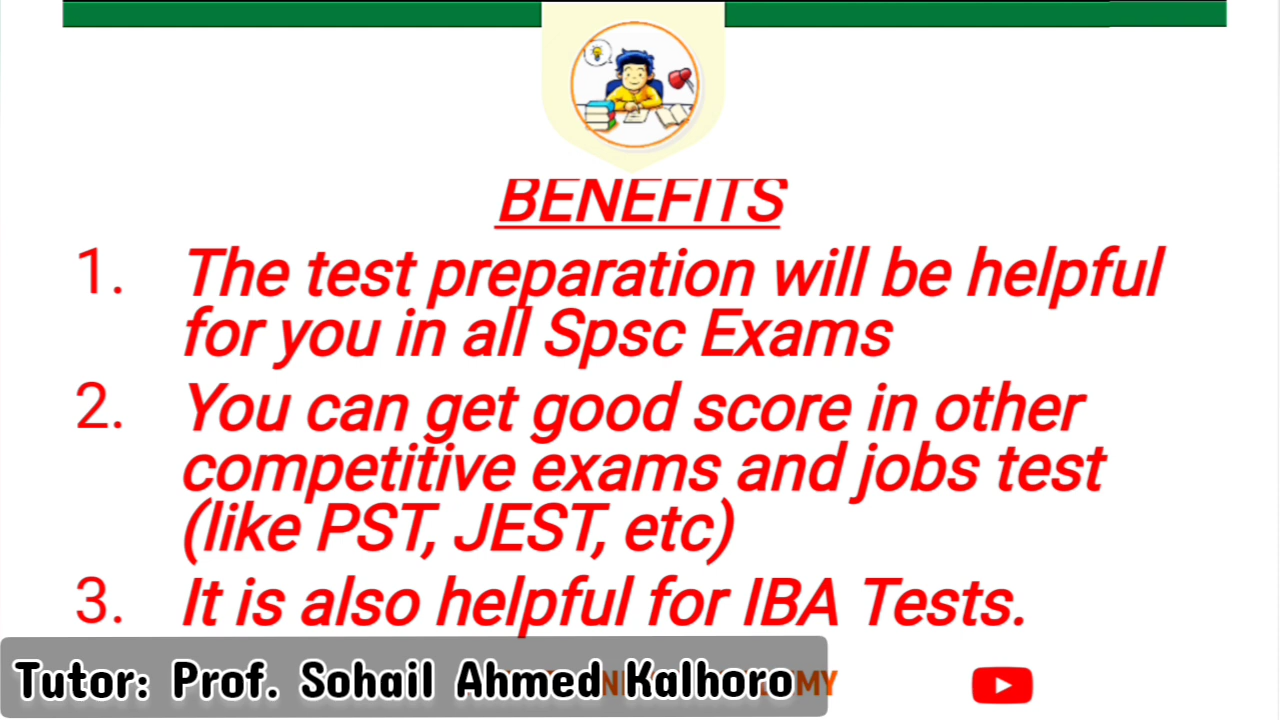 BENEFITS
1. The test preparation will be helpful
for you in all Spsc Exams
2. You can get good score in other
competitive exams and jobs test
(like PST, JEST, etc)
3. It is also helpful for IBA Tests.
Tutor: Prof. Sohail Ahmed Kalhoro